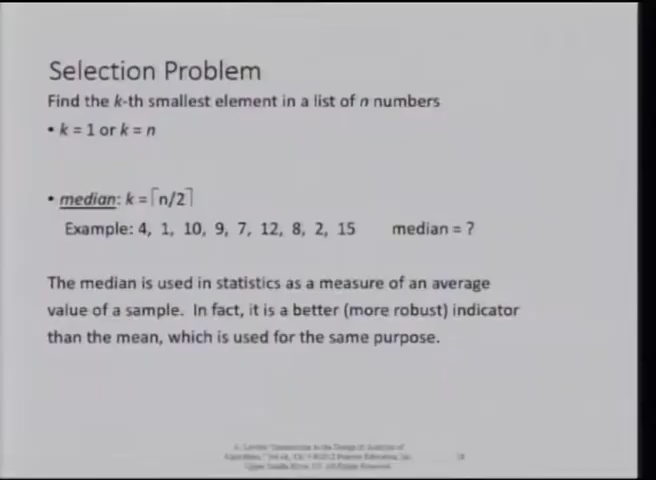 Selection Problem
Find the k-th smallest element in a list of n numbers
• k = 1 or k = n
• median: k = ⌈n/2⌉
Example: 4, 1, 10, 9, 7, 12, 8, 2, 15 median = ?
The median is used in statistics as a measure of an average
value of a sample. In fact, it is a better (more robust) indicator
than the mean, which is used for the same purpose.